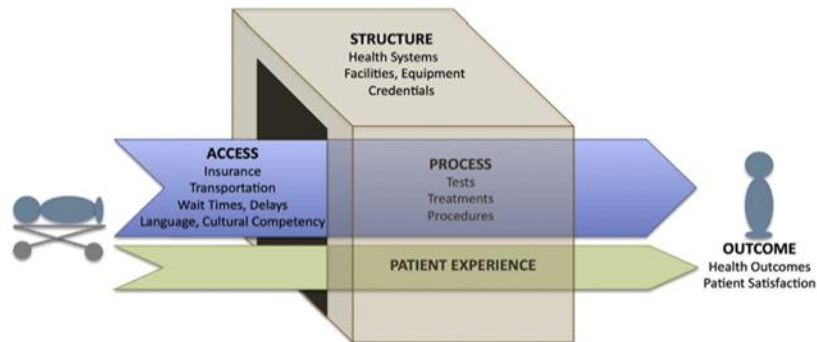 STRUCTURE
Health Systems
Facilities, Equipment
Credentials
ACCESS
Insurance
Transportation
Wait Times, Delays
Language, Cultural Competency
PROCESS
Tests
Treatments
Procedures
PATIENT EXPERIENCE
OUTCOME
Health Outcomes
Patient Satisfaction